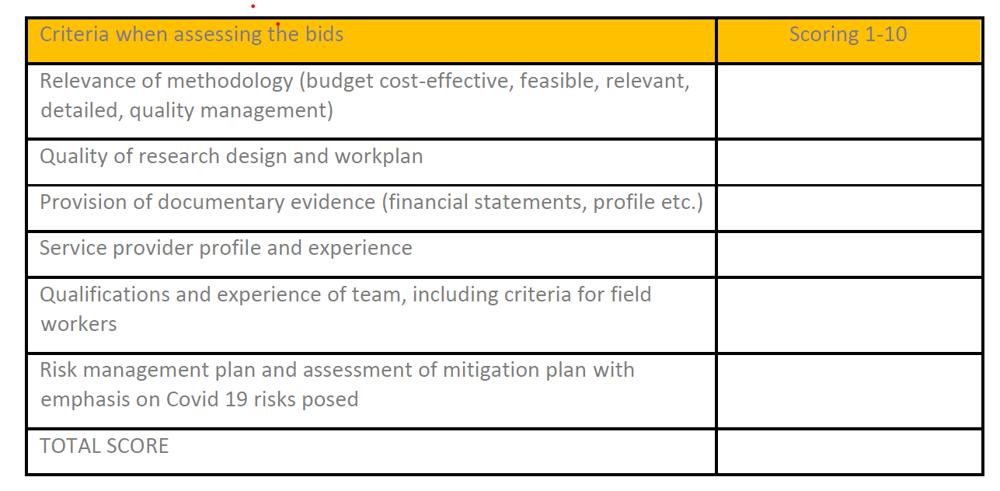 Criteria when assessing the bids
Scoring 1-10
Relevance of methodology (budget cost-effective, feasible, relevant,
detailed, quality management)
Quality of research design and workplan
Provision of documentary evidence (financial statements, profile etc.)
Service provider profile and experience
Qualifications and experience of team, including criteria for field
workers
Risk management plan and assessment of mitigation plan with
emphasis on Covid 19 risks posed
TOTAL SCORE